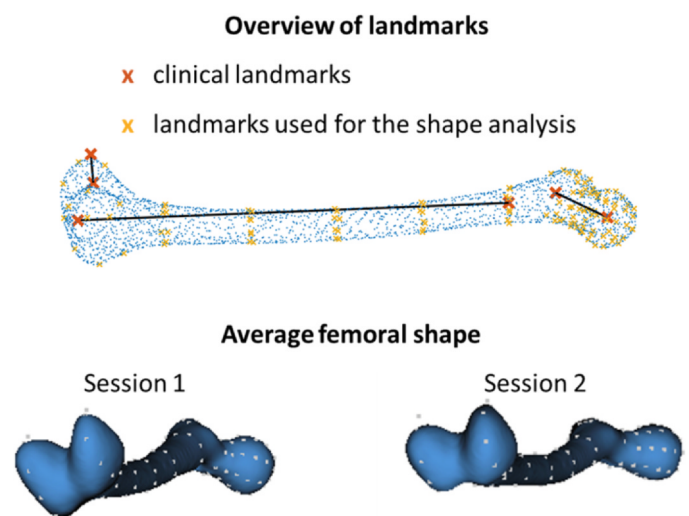 Overview of landmarks
x clinical landmarks
x landmarks used for the shape analysis
Average femoral shape
Session 1
Session 2